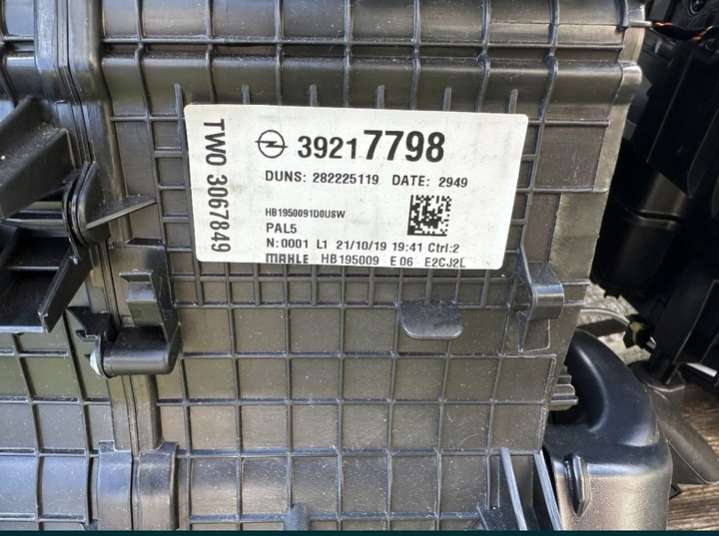 TWO 3067849
39217798
DUNS: 282225119 DATE: 2949
HB1950091D0USW
PAL5
N:0001 L1 21/10/19 19:41 Ctrl:2
MAHLE HB195009 E 06 E2CJ2L